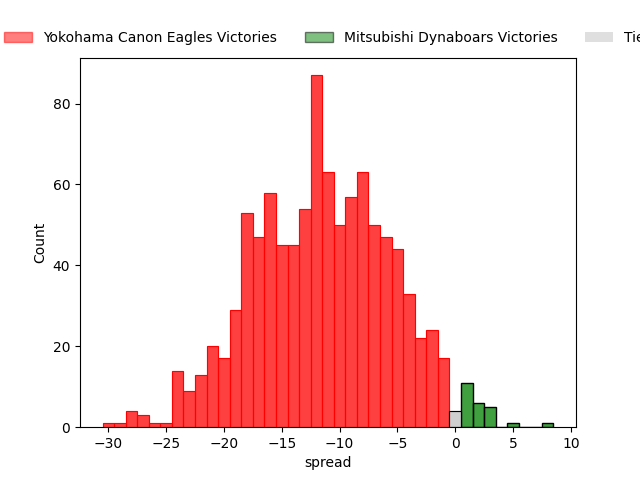 Yokohama Canon Eagles Victories Mitsubishi Dynaboars Victories
80
60
40
20
0
Count
−30 −25 −20 −15 −10 −5 0 5 10
spread